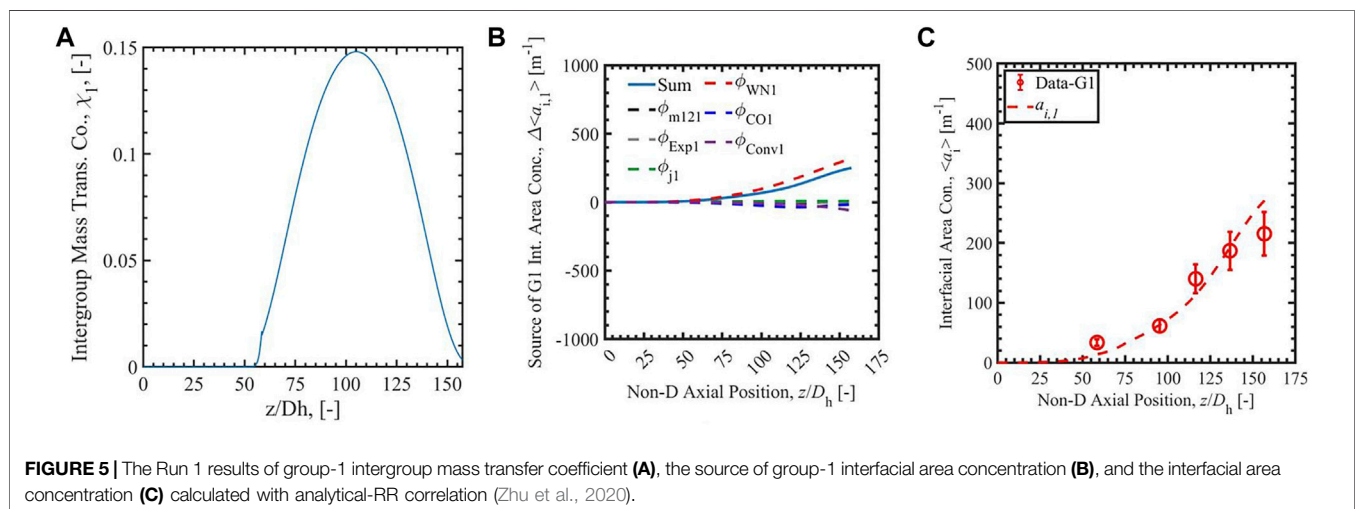 A
Intergroup Mass Trans. Co., χ1, [-]
0.15
0.1
0.05
0
0 25 50 75 100 125 150
z/Dh, [-]
B
Source of G1 Int. Area Conc., Δ<a_i,1> [m⁻¹]
1000
500
0
-500
-1000
Sum
ϕm121
ϕExp1
ϕj1
ϕWN1
ϕCO1
ϕConv1
0 25 50 75 100 125 150 175
Non-D Axial Position, z/Dh [-]
C
Interfacial Area Con., <ai> [m⁻¹]
500
400
300
200
100
0
Data-G1
ai,1
0 25 50 75 100 125 150 175
Non-D Axial Position, z/Dh [-]
FIGURE 5 | The Run 1 results of group-1 intergroup mass transfer coefficient (A), the source of group-1 interfacial area concentration (B), and the interfacial area
concentration (C) calculated with analytical-RR correlation (Zhu et al., 2020).